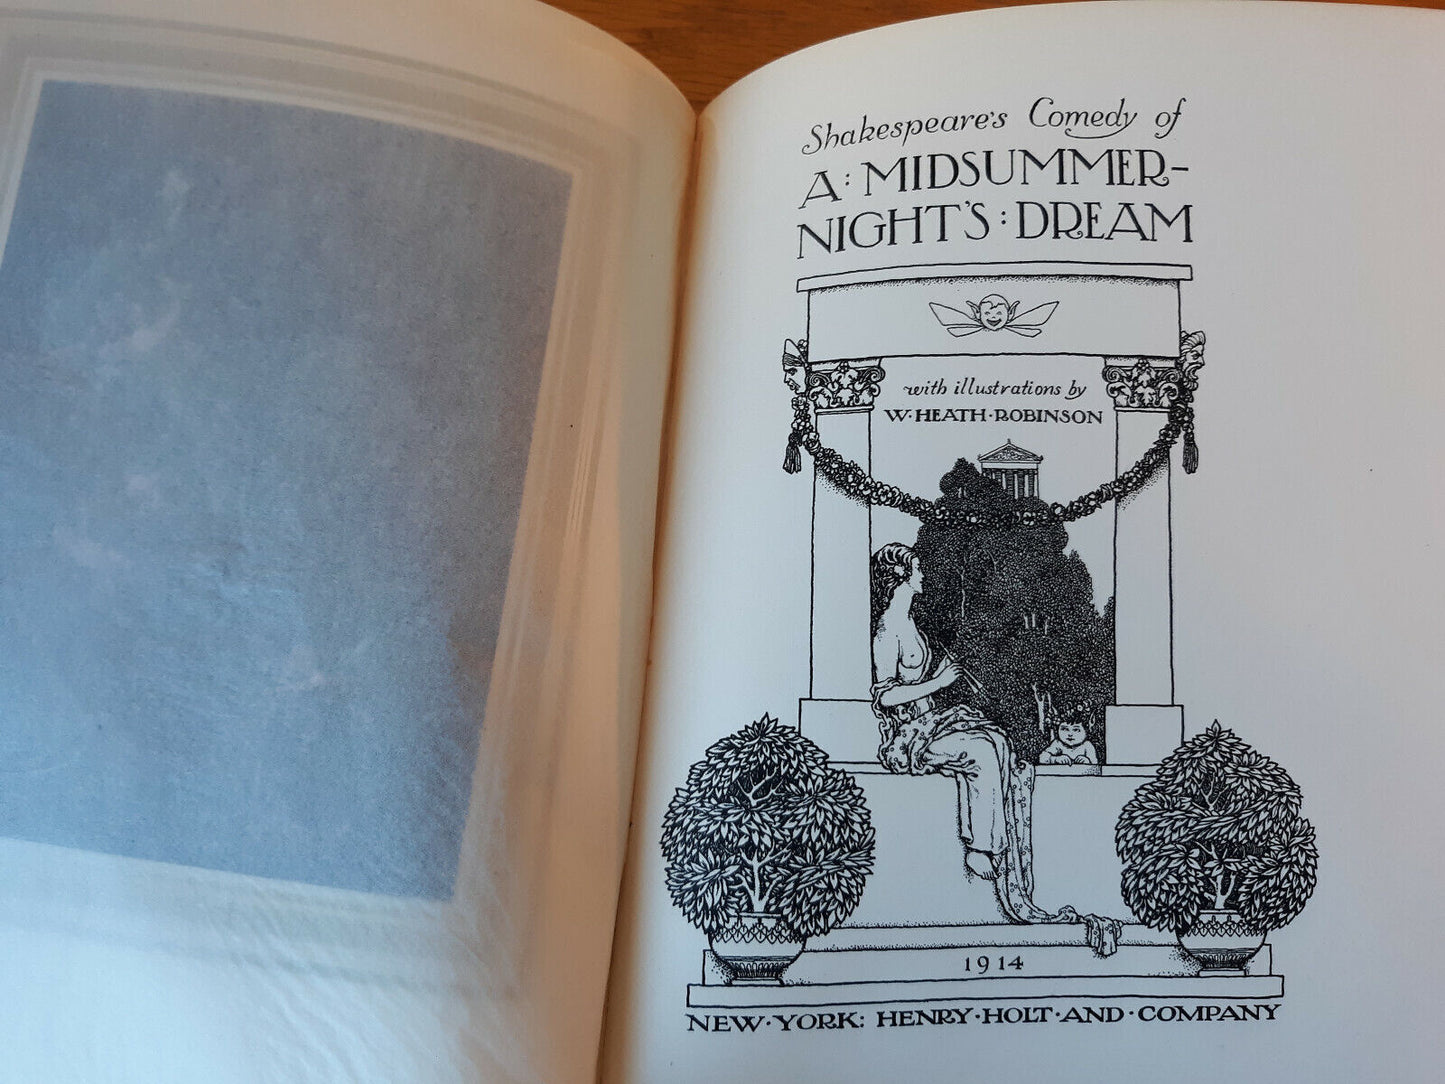 Shakespeare's Comedy of
A: MIDSUMMER-
NIGHT'S: DREAM
with illustrations by
W· HEATH · ROBINSON
1914
NEW · YORK: HENRY · HOLT · AND · COMPANY